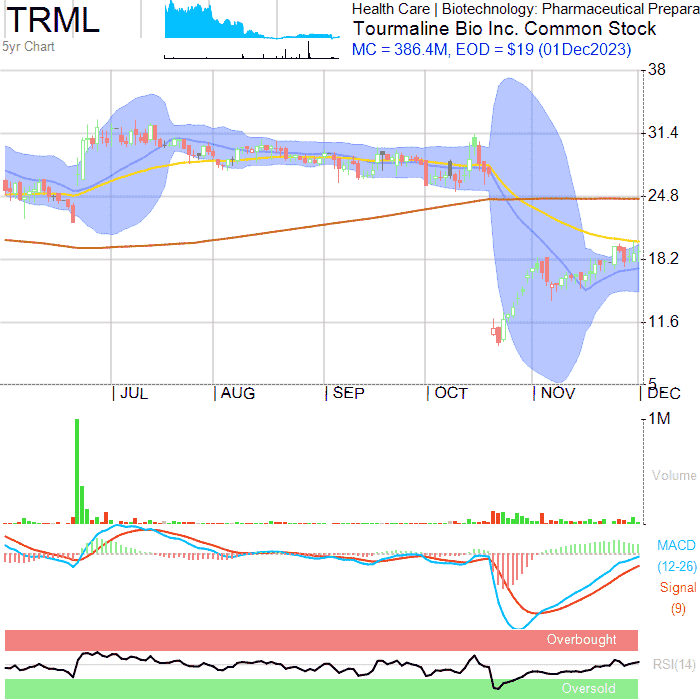 TRML
5yr Chart
Health Care | Biotechnology: Pharmaceutical Prepara
Tourmaline Bio Inc. Common Stock
MC = 386.4M, EOD = $19 (01Dec2023)
38
31.4
24.8
18.2
11.6
5
JUL AUG SEP OCT NOV DEC
1M
Volume
MACD
(12-26)
Signal
(9)
Overbought
RSI(14)
Oversold